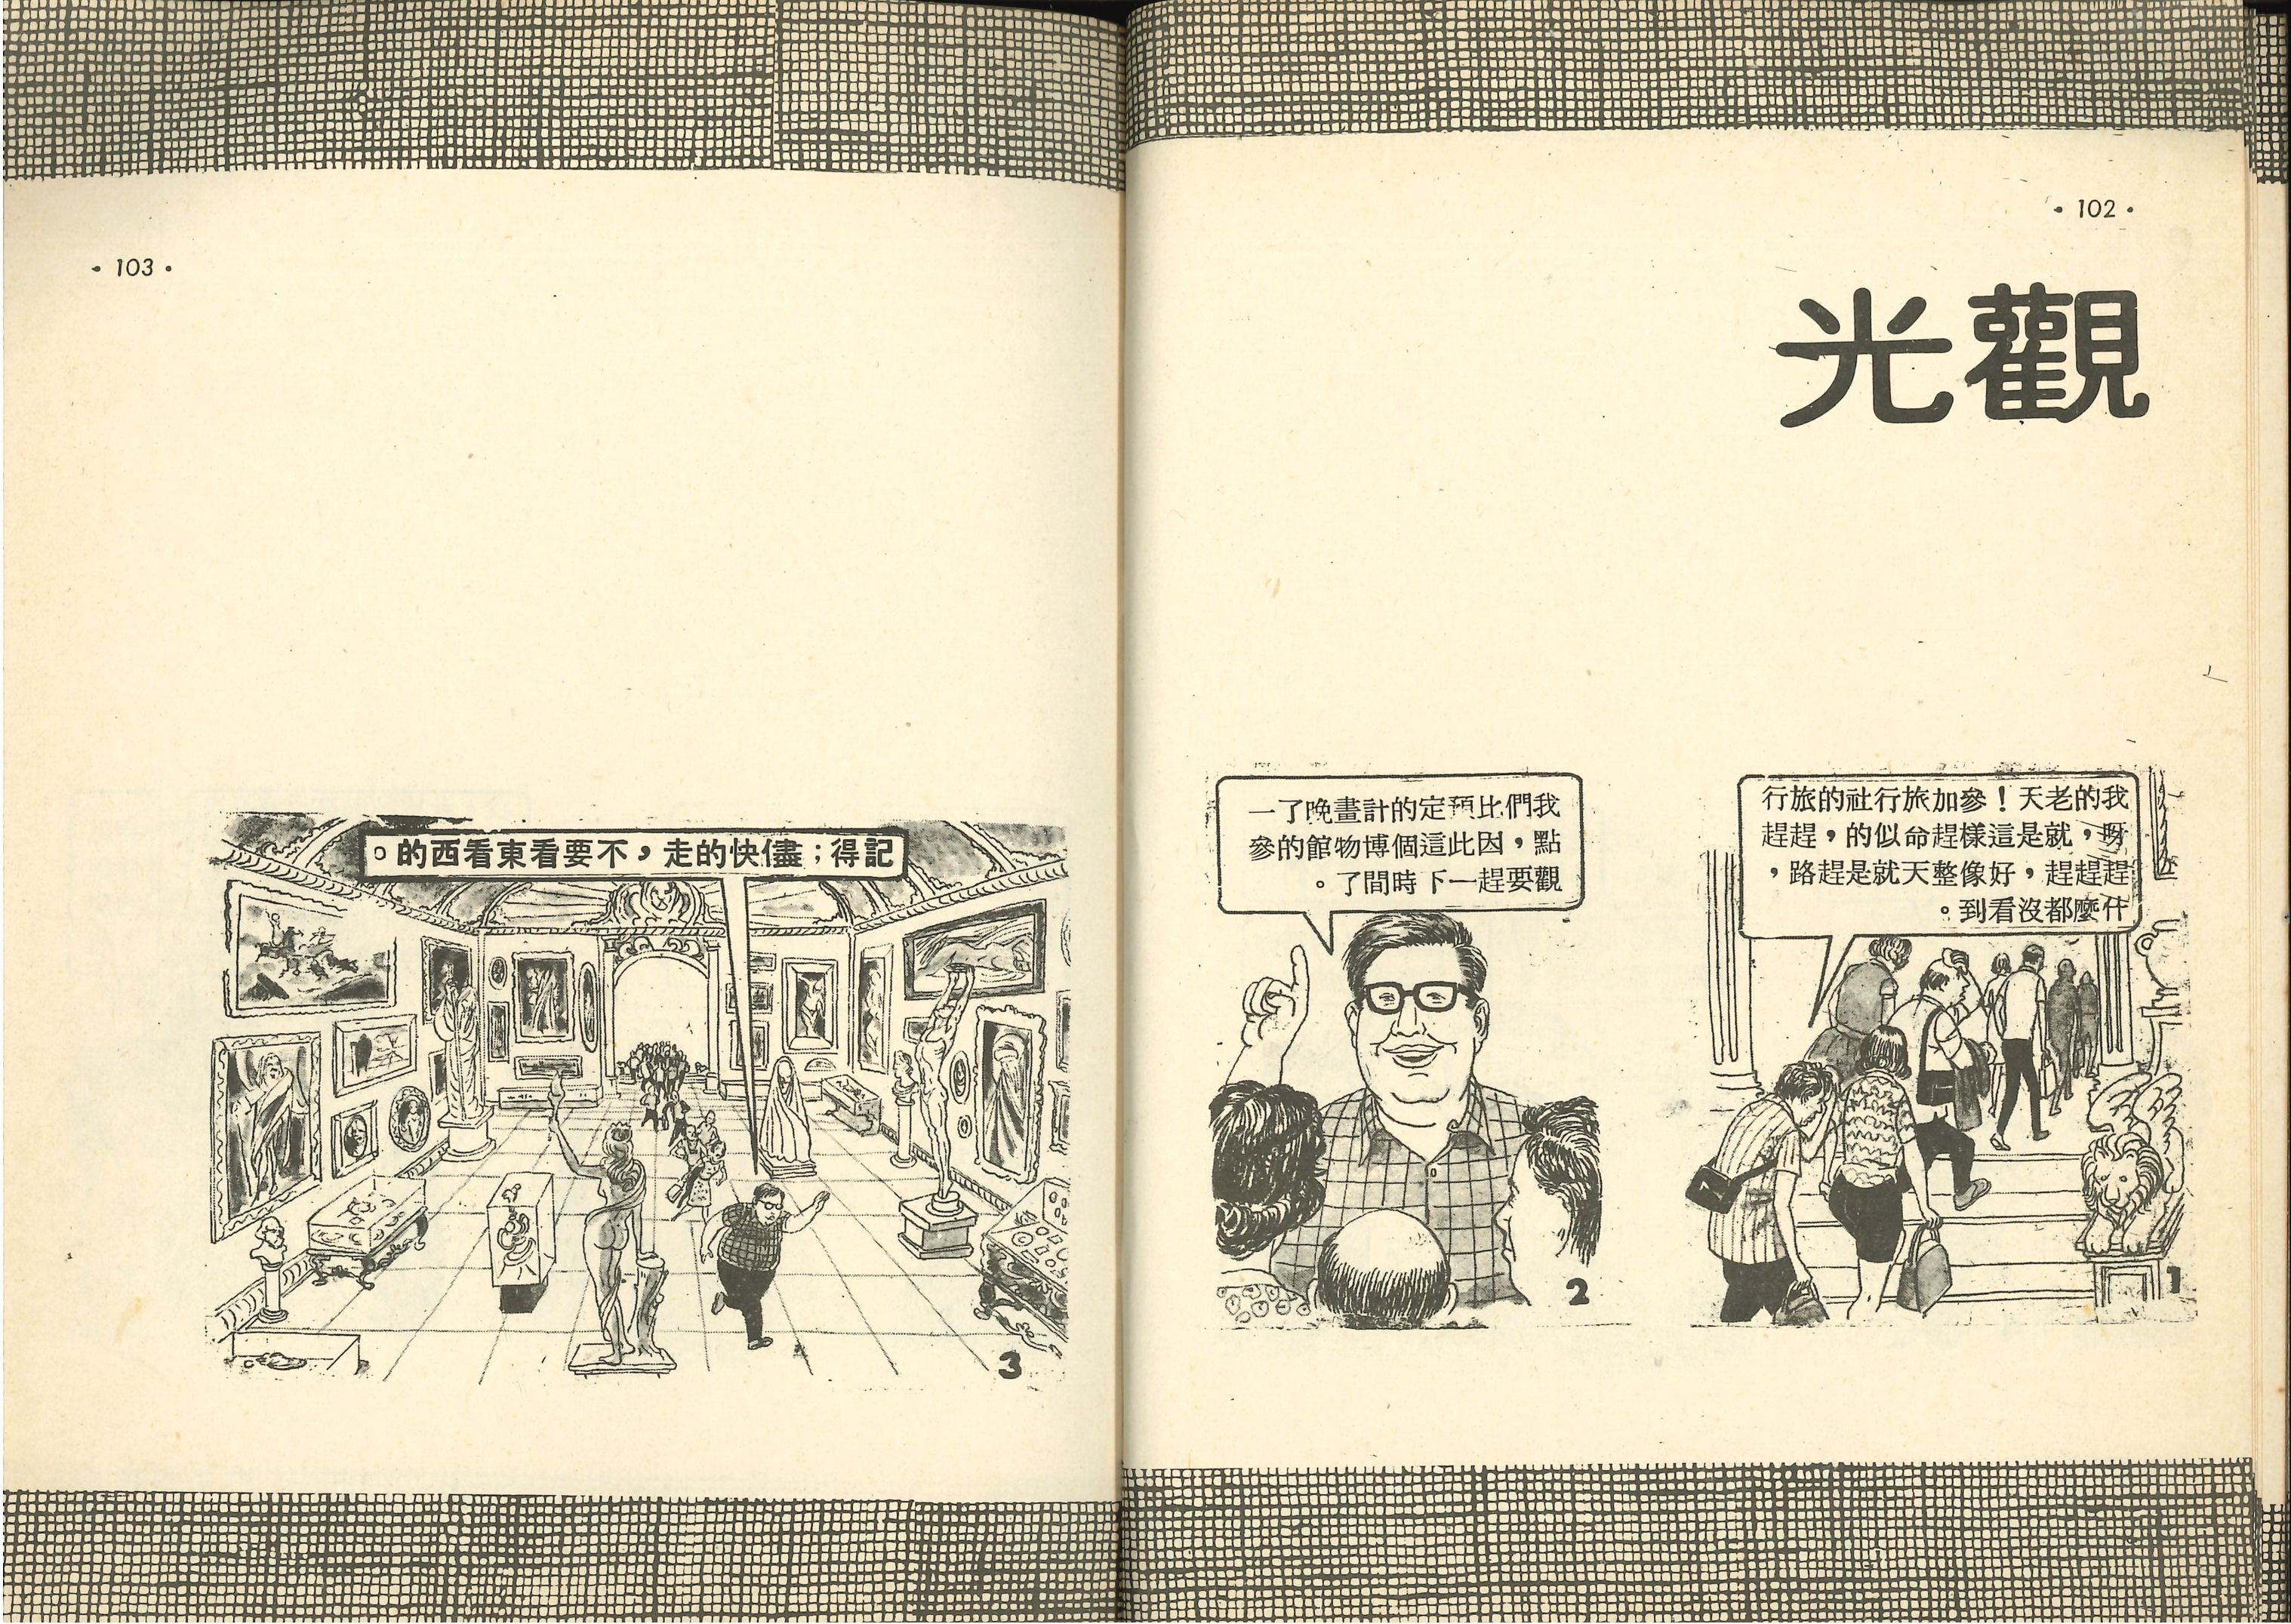 · 102 ·
觀光
我的老天！參加旅行社的旅行
呀，就是這樣趕命似的，趕趕
趕趕趕，好像整天就是趕路，
什麼都沒看到。
1
我們比預定的計畫晚了一
點，因此這個博物館的參
觀要趕一下時間了。
2
· 103 ·
記得；儘快的走，不要看東看西的。
3